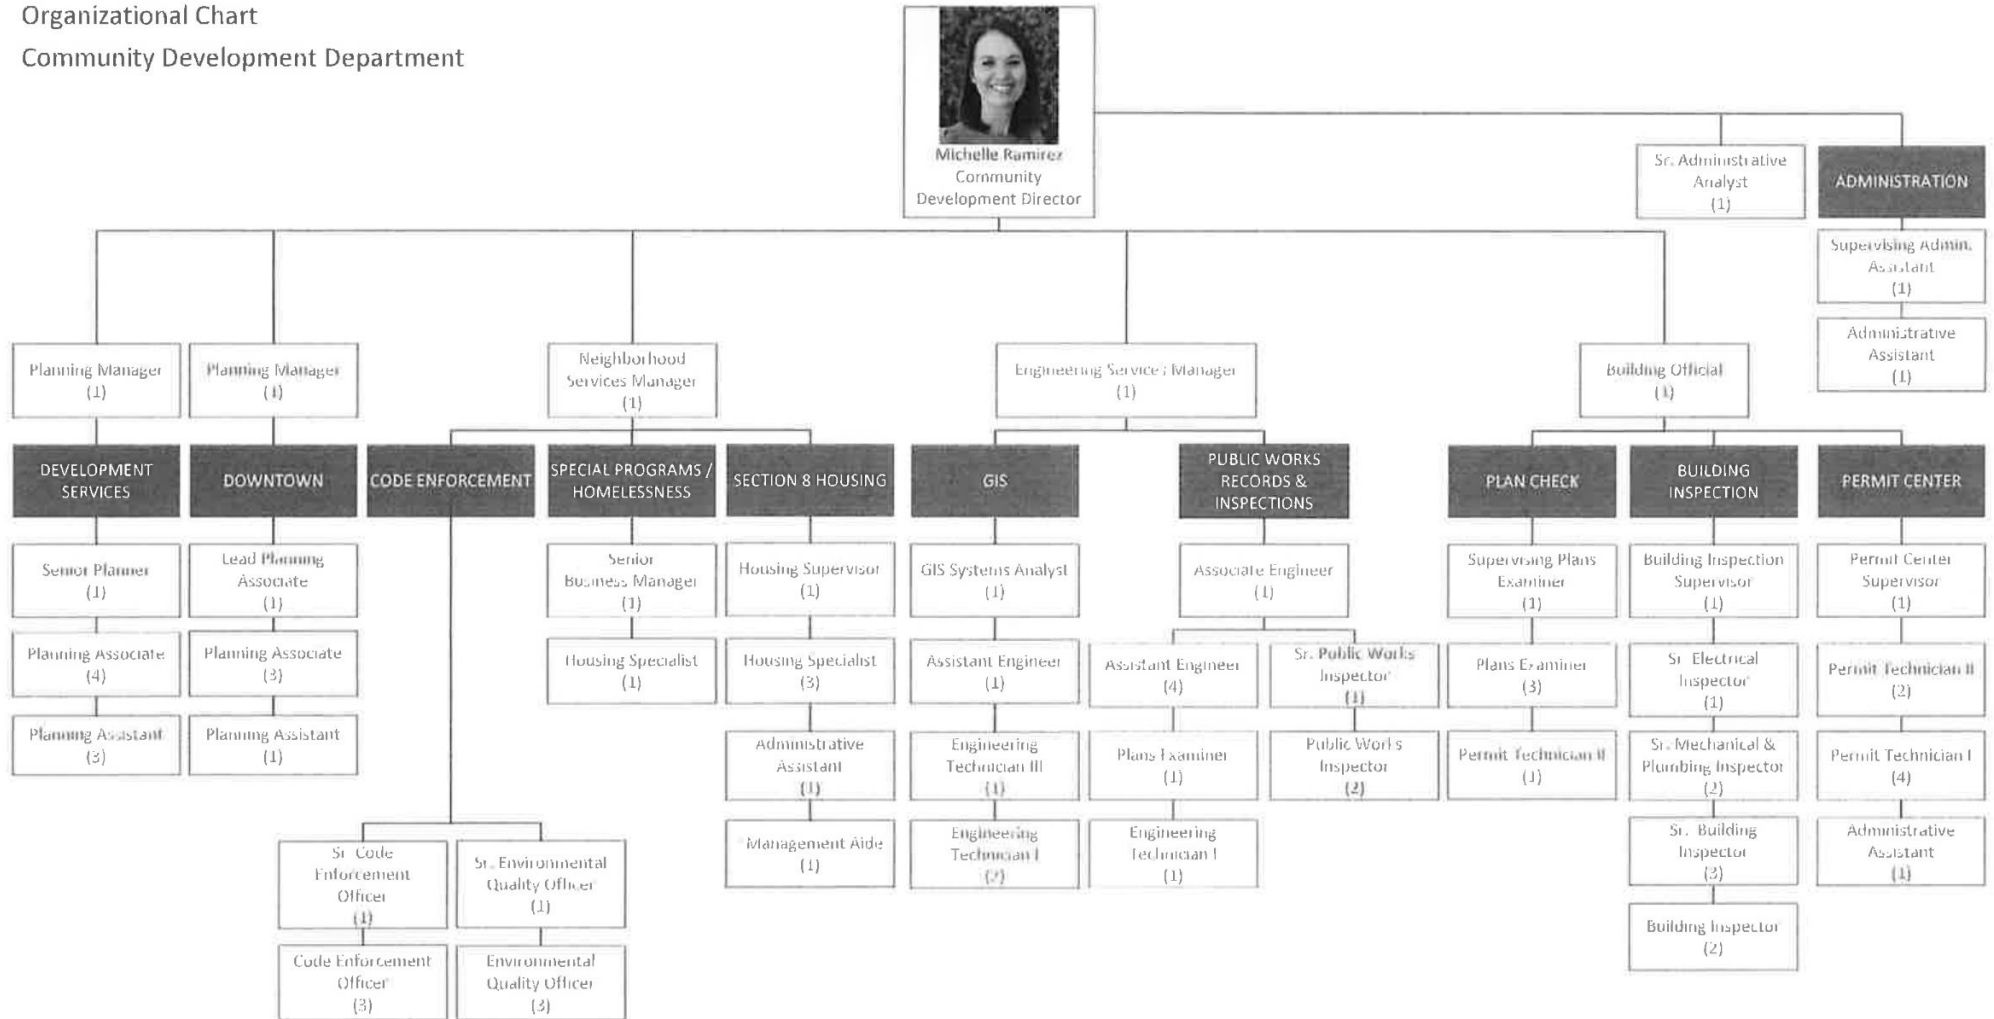 Organizational Chart
Community Development Department
Michelle Ramirez
Community
Development Director
Sr. Administrative
Analyst
(1)
ADMINISTRATION
Supervising Admin.
Assistant
(1)
Administrative
Assistant
(1)
Planning Manager
(1)
Planning Manager
(1)
Neighborhood
Services Manager
(1)
Engineering Services Manager
(1)
Building Official
(1)
DEVELOPMENT
SERVICES
DOWNTOWN
CODE ENFORCEMENT
SPECIAL PROGRAMS /
HOMELESSNESS
SECTION 8 HOUSING
GIS
PUBLIC WORKS
RECORDS &
INSPECTIONS
PLAN CHECK
BUILDING
INSPECTION
PERMIT CENTER
Senior Planner
(1)
Planning Associate
(4)
Planning Assistant
(3)
Lead Planning
Associate
(1)
Planning Associate
(3)
Planning Assistant
(1)
Sr. Code
Enforcement
Officer
(1)
Code Enforcement
Officer
(3)
Sr. Environmental
Quality Officer
(1)
Environmental
Quality Officer
(3)
Senior
Business Manager
(1)
Housing Specialist
(1)
Housing Supervisor
(1)
Housing Specialist
(3)
Administrative
Assistant
(1)
Management Aide
(1)
GIS Systems Analyst
(1)
Assistant Engineer
(1)
Engineering
Technician III
(1)
Engineering
Technician I
(2)
Associate Engineer
(1)
Assistant Engineer
(4)
Plans Examiner
(1)
Engineering
Technician I
(1)
Sr. Public Works
Inspector
(1)
Public Works
Inspector
(2)
Supervising Plans
Examiner
(1)
Plans Examiner
(3)
Permit Technician II
(1)
Building Inspection
Supervisor
(1)
Sr. Electrical
Inspector
(1)
Sr. Mechanical &
Plumbing Inspector
(2)
Sr. Building
Inspector
(3)
Building Inspector
(2)
Permit Center
Supervisor
(1)
Permit Technician II
(2)
Permit Technician I
(4)
Administrative
Assistant
(1)